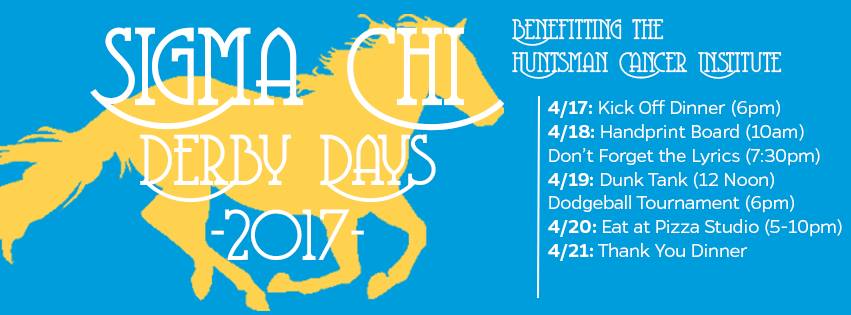 SIGMA CHI
DERBY DAYS
-2017-
BENEFITTING THE
HUNTSMAN CANCER INSTITUTE
4/17: Kick Off Dinner (6pm)
4/18: Handprint Board (10am)
Don't Forget the Lyrics (7:30pm)
4/19: Dunk Tank (12 Noon)
Dodgeball Tournament (6pm)
4/20: Eat at Pizza Studio (5-10pm)
4/21: Thank You Dinner